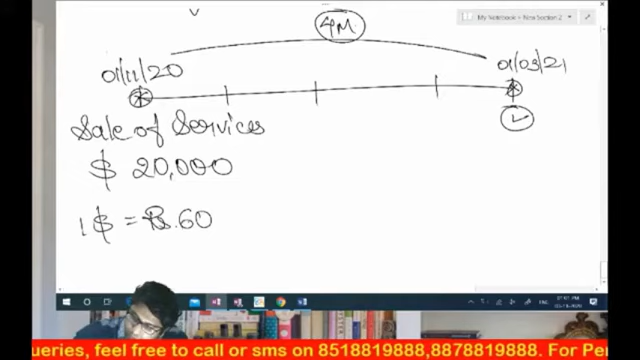 My Notebook - New Section 2
4M
01/11/20
01/03/21
Sale of Services
$ 20,000
1$ = Rs.60
ueries, feel free to call or sms on 8518819888,8878819888. For Per